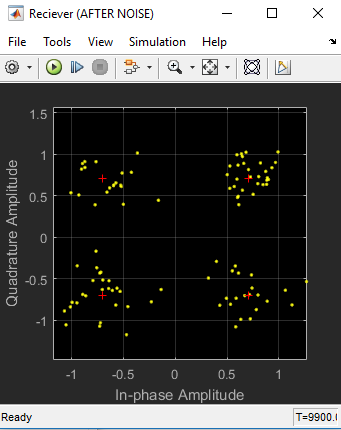 Reciever (AFTER NOISE)
File Tools View Simulation Help
1.5
1
0.5
0
-0.5
-1
Quadrature Amplitude
-1 -0.5 0 0.5 1
In-phase Amplitude
Ready T=9900.